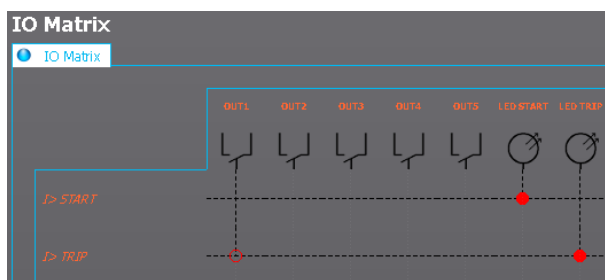 IO Matrix
IO Matrix
OUT1 OUT2 OUT3 OUT4 OUT5 LED START LED TRIP
I> START
I> TRIP